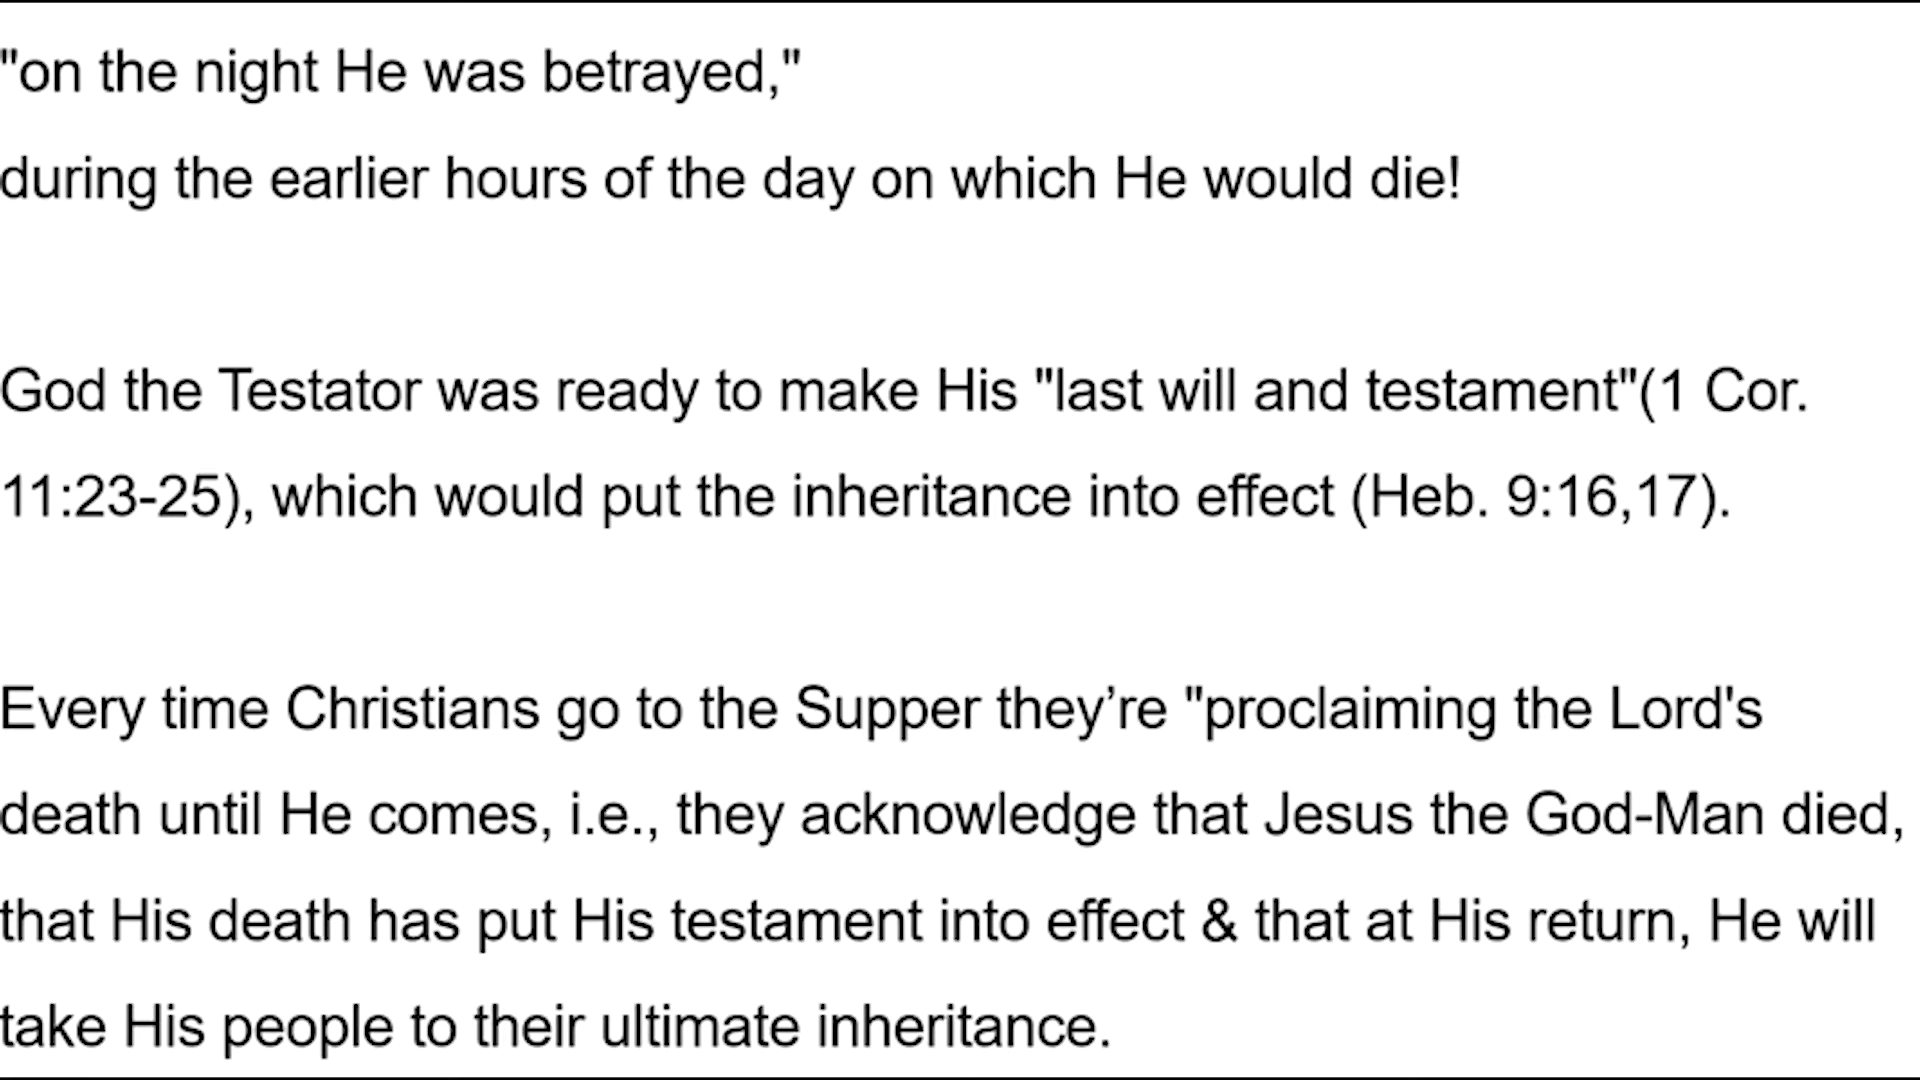 "on the night He was betrayed,"
during the earlier hours of the day on which He would die!
God the Testator was ready to make His "last will and testament"(1 Cor.
11:23-25), which would put the inheritance into effect (Heb. 9:16,17).
Every time Christians go to the Supper they’re "proclaiming the Lord's
death until He comes, i.e., they acknowledge that Jesus the God-Man died,
that His death has put His testament into effect & that at His return, He will
take His people to their ultimate inheritance.